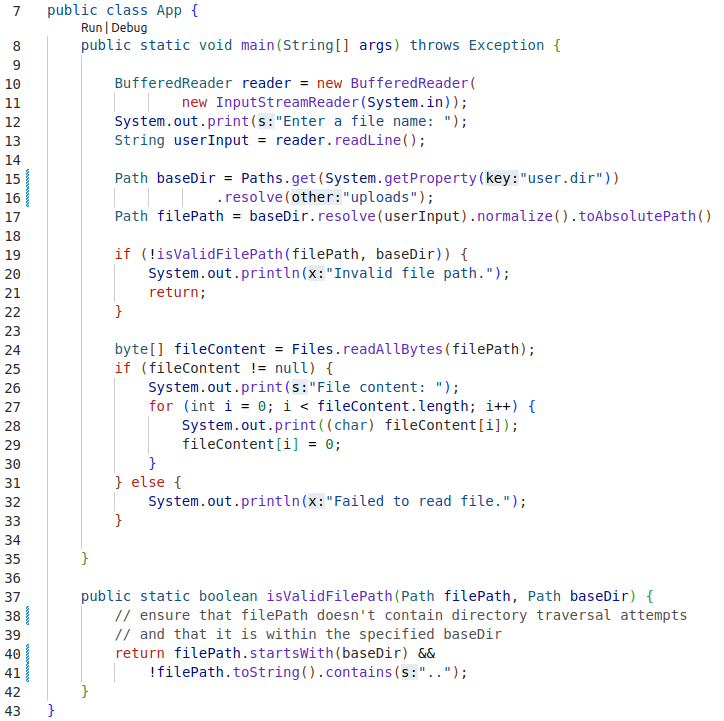 7 public class App {
Run | Debug
8 public static void main(String[] args) throws Exception {
9
10 BufferedReader reader = new BufferedReader(
11 new InputStreamReader(System.in));
12 System.out.print(s:"Enter a file name: ");
13 String userInput = reader.readLine();
14
15 Path baseDir = Paths.get(System.getProperty(key:"user.dir"))
16 .resolve(other:"uploads");
17 Path filePath = baseDir.resolve(userInput).normalize().toAbsolutePath()
18
19 if (!isValidFilePath(filePath, baseDir)) {
20 System.out.println(x:"Invalid file path.");
21 return;
22 }
23
24 byte[] fileContent = Files.readAllBytes(filePath);
25 if (fileContent != null) {
26 System.out.print(s:"File content: ");
27 for (int i = 0; i < fileContent.length; i++) {
28 System.out.print((char) fileContent[i]);
29 fileContent[i] = 0;
30 }
31 } else {
32 System.out.println(x:"Failed to read file.");
33 }
34
35 }
36
37 public static boolean isValidFilePath(Path filePath, Path baseDir) {
38 // ensure that filePath doesn't contain directory traversal attempts
39 // and that it is within the specified baseDir
40 return filePath.startsWith(baseDir) &&
41 !filePath.toString().contains(s:"..");
42 }
43 }